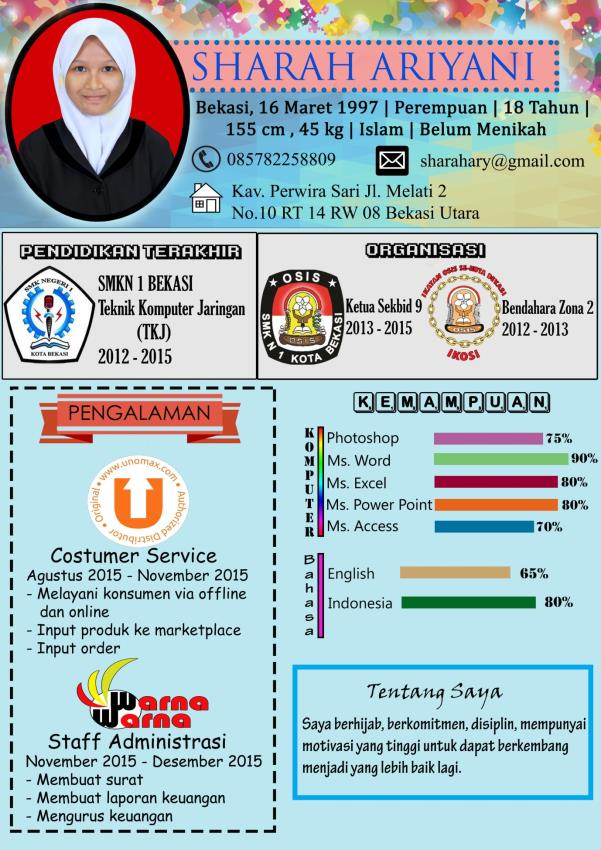 SHARAH ARIYANI
Bekasi, 16 Maret 1997 | Perempuan | 18 Tahun |
155 cm , 45 kg | Islam | Belum Menikah
085782258809
sharahary@gmail.com
Kav. Perwira Sari Jl. Melati 2
No.10 RT 14 RW 08 Bekasi Utara
PENDIDIKAN TERAKHIR
SMK NEGERI 1
KOTA BEKASI
SMKN 1 BEKASI
Teknik Komputer Jaringan
(TKJ)
2012 - 2015
ORGANISASI
OSIS
SMK N 1 KOTA BEKASI
Ketua Sekbid 9
2013 - 2015
IKATAN OSIS SE-KOTA BEKASI
OSIS
IKOSI
Bendahara Zona 2
2012 - 2013
PENGALAMAN
Original • www.unomax.com • Authorized Distributor •
Costumer Service
Agustus 2015 - November 2015
- Melayani konsumen via offline
dan online
- Input produk ke marketplace
- Input order
Warna
Warna
Staff Administrasi
November 2015 - Desember 2015
- Membuat surat
- Membuat laporan keuangan
- Mengurus keuangan
KEMAMPUAN
KOMPUTER
Photoshop 75%
Ms. Word 90%
Ms. Excel 80%
Ms. Power Point 80%
Ms. Access 70%
Bahasa
English 65%
Indonesia 80%
Tentang Saya
Saya berhijab, berkomitmen, disiplin, mempunyai
motivasi yang tinggi untuk dapat berkembang
menjadi yang lebih baik lagi.